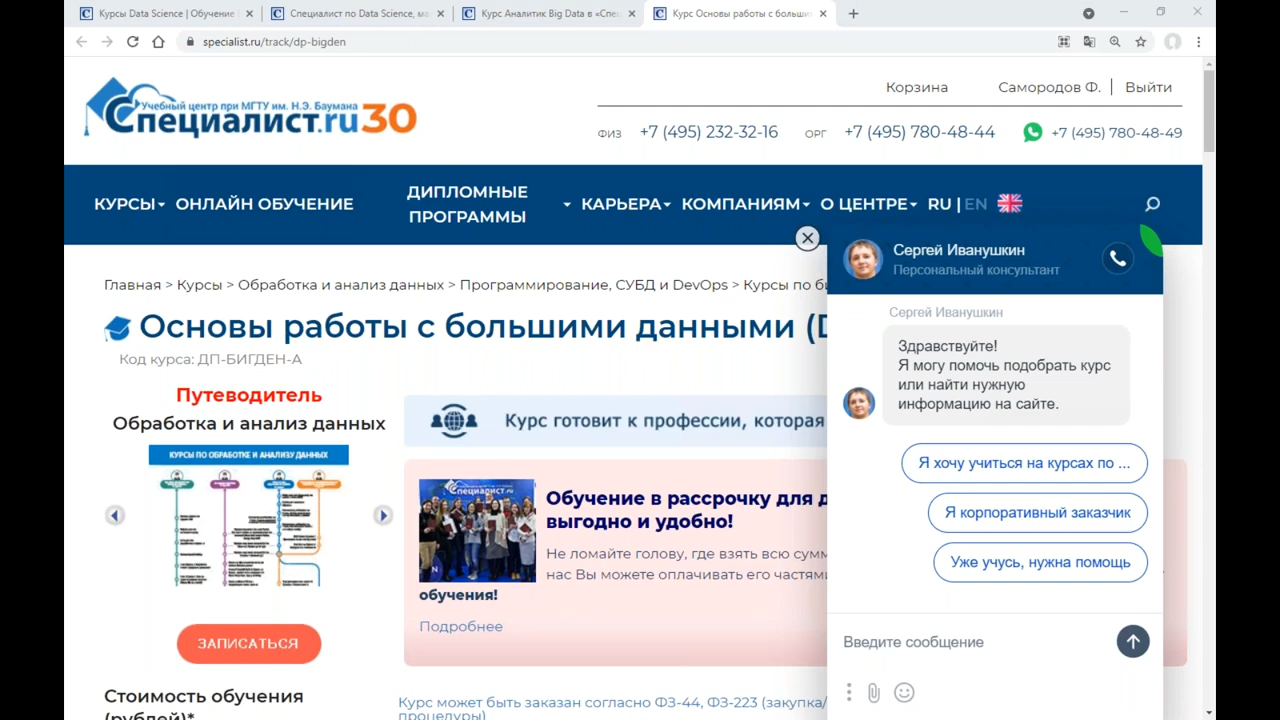 Курсы Data Science | Обучение
Специалист по Data Science, ма
Курс Аналитик Big Data в «Спец
Курс Основы работы с больши
specialist.ru/track/dp-bigden
Учебный центр при МГТУ им. Н.Э. Баумана
Специалист.ru 30
Корзина
Самородов Ф. | Выйти
ФИЗ +7 (495) 232-32-16 ОРГ +7 (495) 780-48-44 +7 (495) 780-48-49
КУРСЫ ОНЛАЙН ОБУЧЕНИЕ ДИПЛОМНЫЕ ПРОГРАММЫ КАРЬЕРА КОМПАНИЯМ О ЦЕНТРЕ RU | EN
Главная > Курсы > Обработка и анализ данных > Программирование, СУБД и DevOps > Курсы по би
Основы работы с большими данными (D
Код курса: ДП-БИГДЕН-А
Путеводитель
Обработка и анализ данных
КУРСЫ ПО ОБРАБОТКЕ И АНАЛИЗУ ДАННЫХ
ЗАПИСАТЬСЯ
Стоимость обучения
(рублей)*
Курс готовит к профессии, которая
Специалист.ru
Обучение в рассрочку для д
выгодно и удобно!
Не ломайте голову, где взять всю сумм
нас Вы можете оплачивать его частями
обучения!
Подробнее
Курс может быть заказан согласно ФЗ-44, ФЗ-223 (закупка/
процедуры)
Сергей Иванушкин
Персональный консультант
Сергей Иванушкин
Здравствуйте!
Я могу помочь подобрать курс
или найти нужную
информацию на сайте.
Я хочу учиться на курсах по ...
Я корпоративный заказчик
Уже учусь, нужна помощь
Введите сообщение